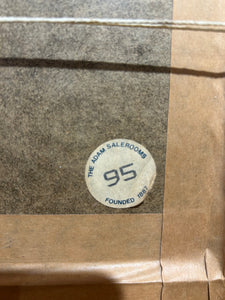 THE ADAM SALEROOMS
95
FOUNDED 1887